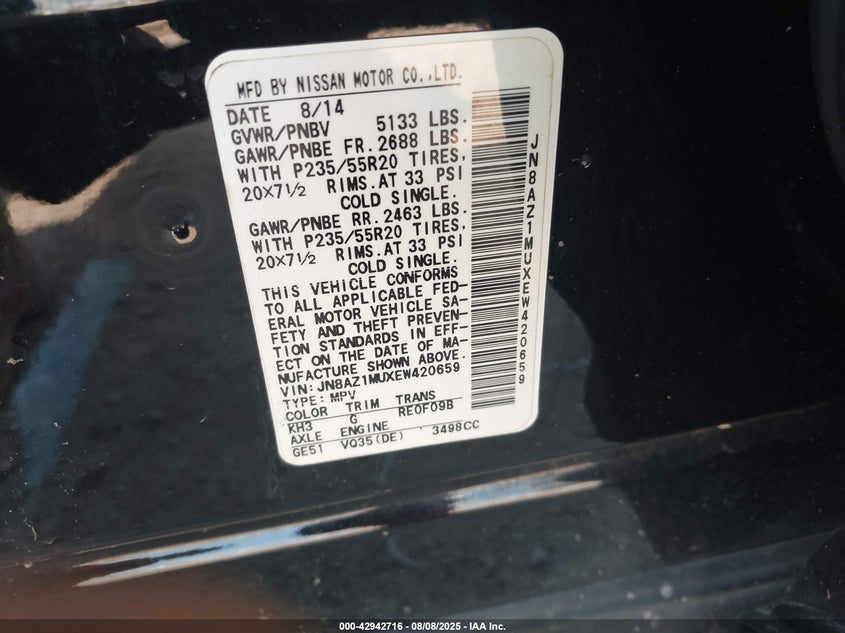 MFD BY NISSAN MOTOR CO.,LTD.
DATE 8/14
GVWR/PNBV 5133 LBS.
GAWR/PNBE FR. 2688 LBS.
WITH P235/55R20 TIRES,
20X7½ RIMS.AT 33 PSI
COLD SINGLE.
GAWR/PNBE RR. 2463 LBS.
WITH P235/55R20 TIRES,
20X7½ RIMS.AT 33 PSI
COLD SINGLE.
THIS VEHICLE CONFORMS
TO ALL APPLICABLE FED-
ERAL MOTOR VEHICLE SA-
FETY AND THEFT PREVEN-
TION STANDARDS IN EFF-
ECT ON THE DATE OF MA-
NUFACTURE SHOWN ABOVE.
VIN: JN8AZ1MUXEW420659
TYPE: MPV
COLOR TRIM TRANS
KH3 G RE0F09B
AXLE ENGINE
GE51 VQ35(DE) 3498CC
JN8AZ1MUXEW420659
000-42942716 - 08/08/2025 - IAA Inc.